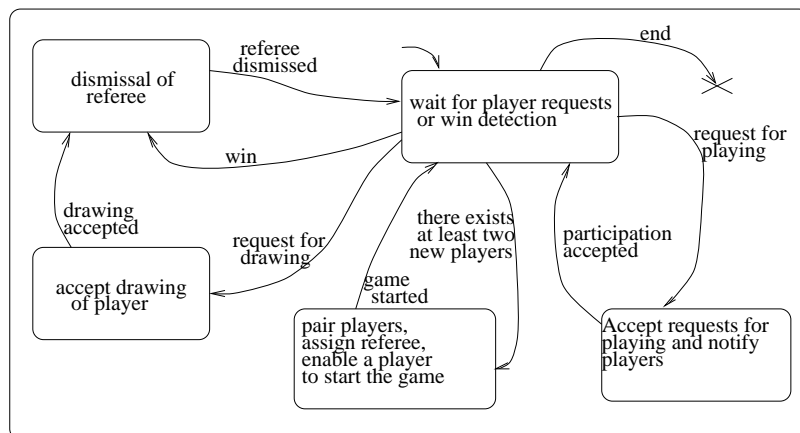 referee
dismissed
end
dismissal of
referee
wait for player requests
or win detection
request for
playing
win
drawing
accepted
request for
drawing
there exists
at least two
new players
participation
accepted
game
started
accept drawing
of player
pair players,
assign referee,
enable a player
to start the game
Accept requests for
playing and notify
players